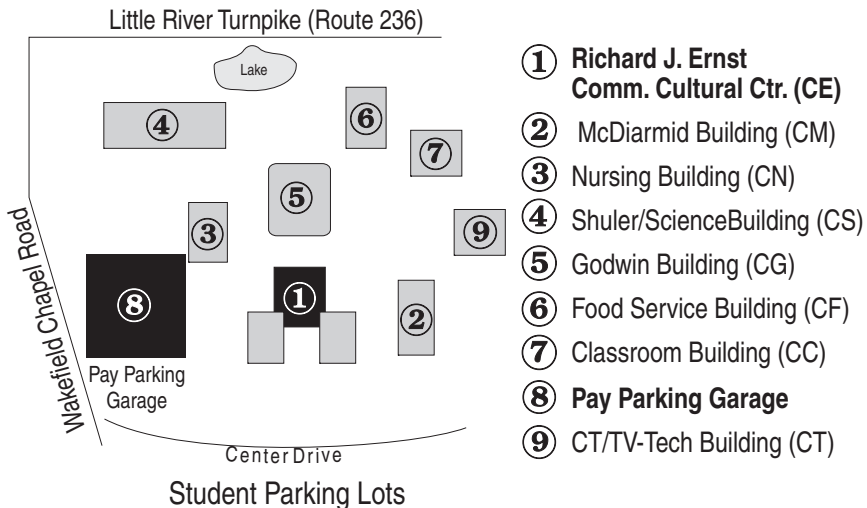 Little River Turnpike (Route 236)
Lake
4
6
7
5
3
9
8
1
2
Wakefield Chapel Road
Pay Parking
Garage
Center Drive
Student Parking Lots
1 Richard J. Ernst
Comm. Cultural Ctr. (CE)
2 McDiarmid Building (CM)
3 Nursing Building (CN)
4 Shuler/ScienceBuilding (CS)
5 Godwin Building (CG)
6 Food Service Building (CF)
7 Classroom Building (CC)
8 Pay Parking Garage
9 CT/TV-Tech Building (CT)